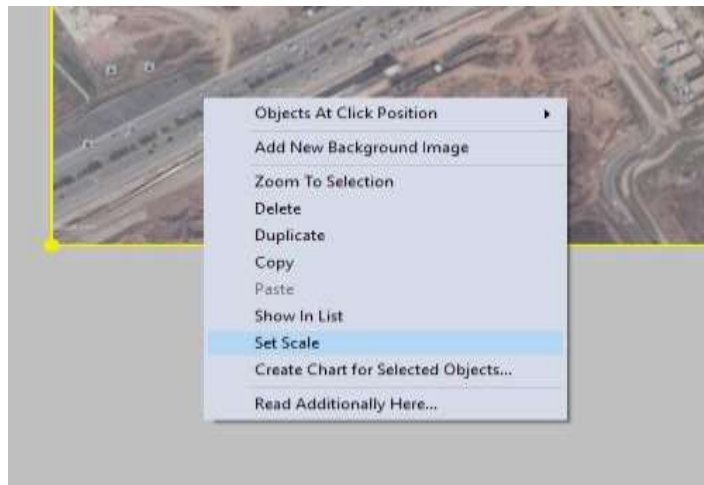 Objects At Click Position
Add New Background Image
Zoom To Selection
Delete
Duplicate
Copy
Paste
Show In List
Set Scale
Create Chart for Selected Objects...
Read Additionally Here...